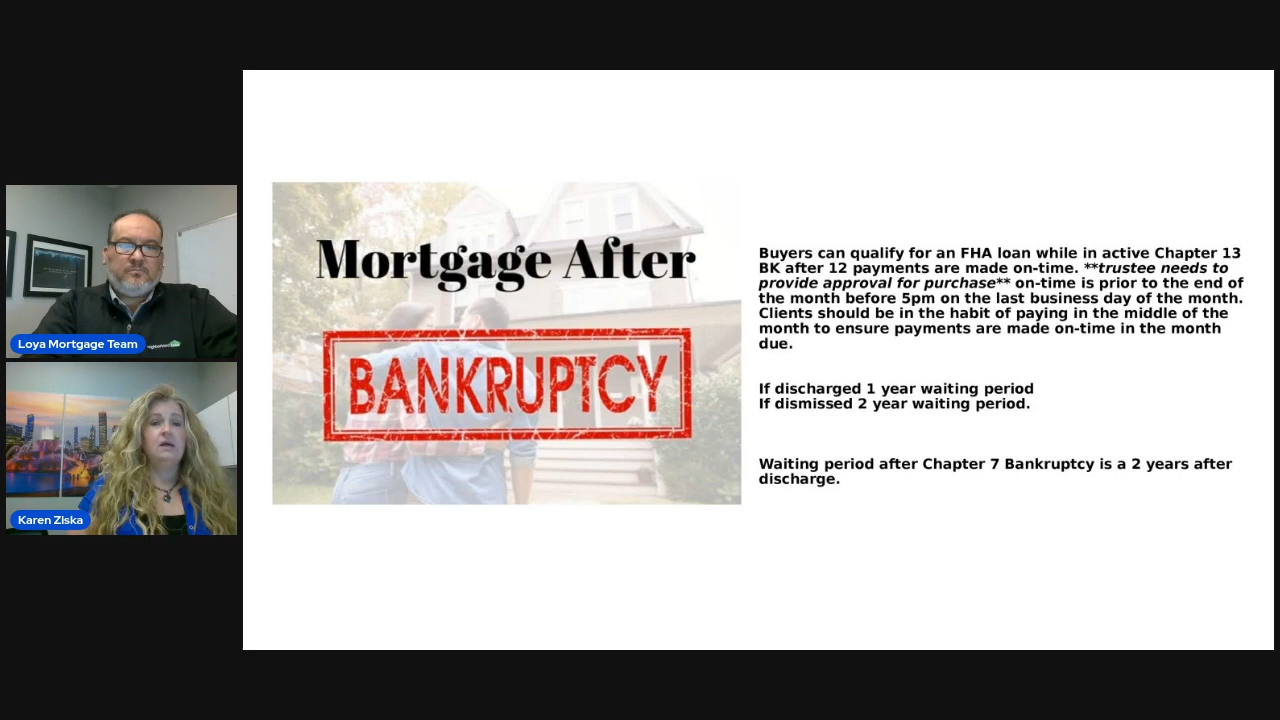 Mortgage After
BANKRUPTCY
Buyers can qualify for an FHA loan while in active Chapter 13
BK after 12 payments are made on-time. **trustee needs to
provide approval for purchase** on-time is prior to the end of
the month before 5pm on the last business day of the month.
Clients should be in the habit of paying in the middle of the
month to ensure payments are made on-time in the month
due.
If discharged 1 year waiting period
If dismissed 2 year waiting period.
Waiting period after Chapter 7 Bankruptcy is a 2 years after
discharge.
Loya Mortgage Team
Karen Ziska